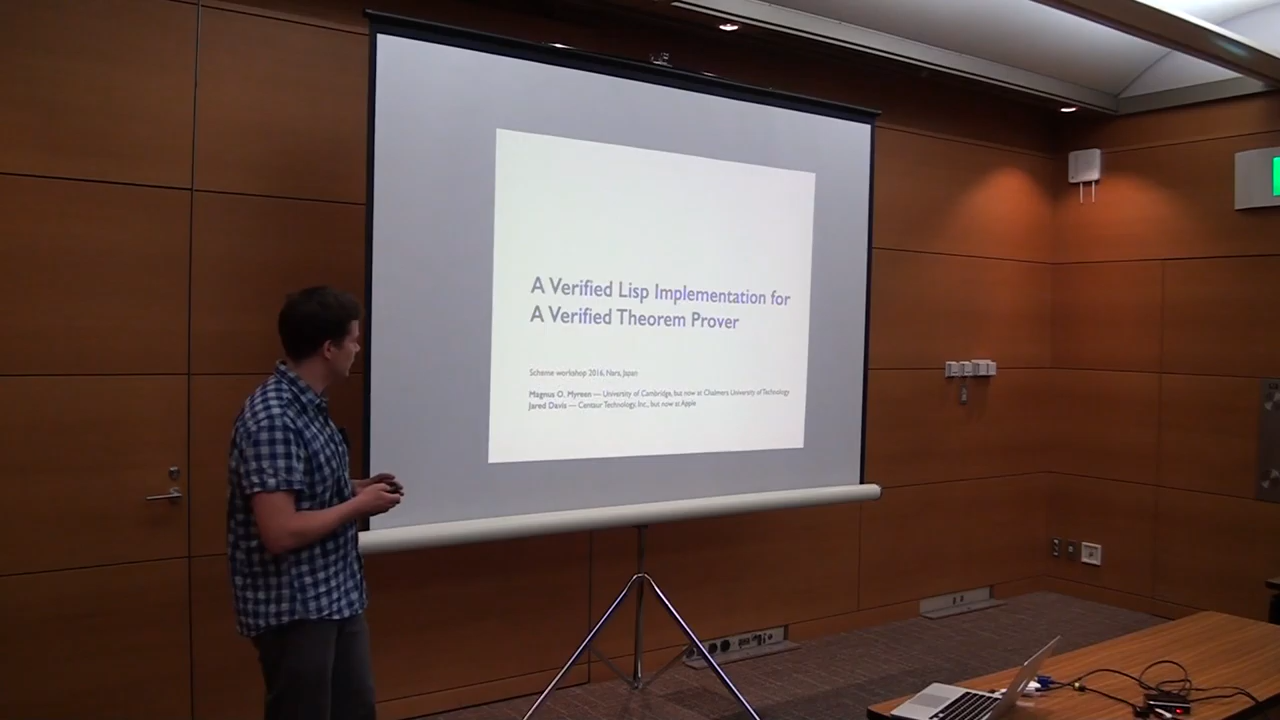 A Verified Lisp Implementation for
A Verified Theorem Prover
Scheme workshop 2016, Nara, Japan
Magnus O. Myreen — University of Cambridge, but now at Chalmers University of Technology
Jared Davis — Centaur Technology, Inc., but now at Apple